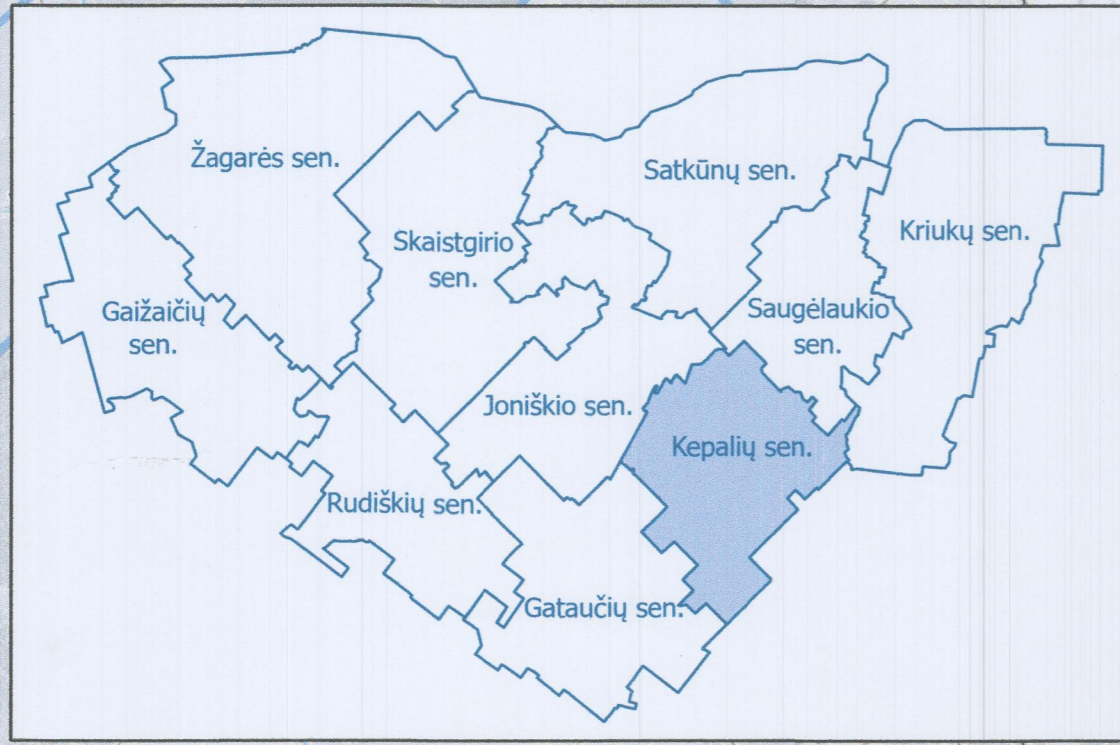 Žagarės sen.
Satkūnų sen.
Kriukų sen.
Skaistgirio
sen.
Gaižaičių
sen.
Saugėlaukio
sen.
Joniškio sen.
Kepalių sen.
Rudiškių sen.
Gataučių sen.